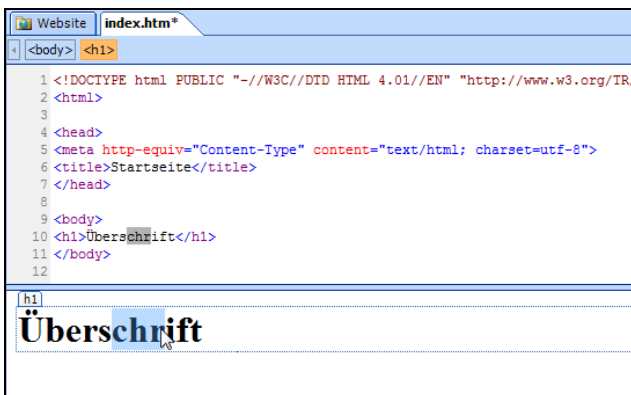 Website index.htm*
<body> <h1>
1 <!DOCTYPE html PUBLIC "-//W3C//DTD HTML 4.01//EN" "http://www.w3.org/TR/
2 <html>
3
4 <head>
5 <meta http-equiv="Content-Type" content="text/html; charset=utf-8">
6 <title>Startseite</title>
7 </head>
8
9 <body>
10 <h1>Überschrift</h1>
11 </body>
12
h1
Überschrift